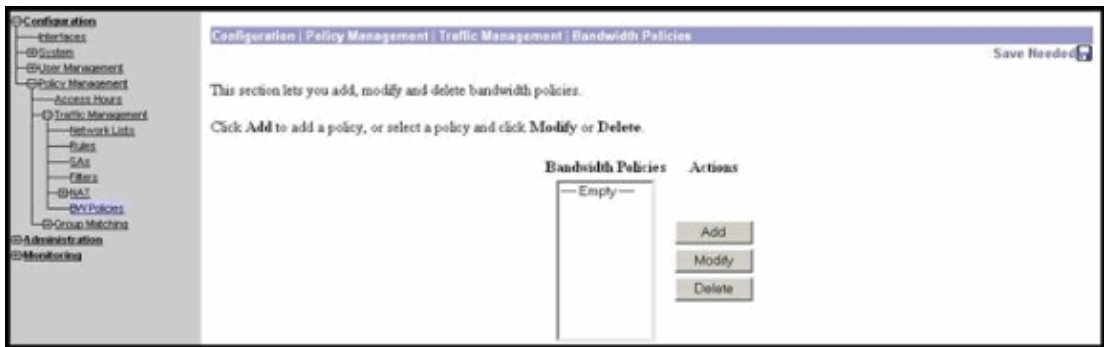 Configuration
Interfaces
System
User Management
Policy Management
Access Hours
Traffic Management
Network Lists
Rules
SAs
Filters
NAT
BW Policies
Group Matching
Administration
Monitoring
Configuration | Policy Management | Traffic Management | Bandwidth Policies
Save Needed
This section lets you add, modify and delete bandwidth policies.
Click Add to add a policy, or select a policy and click Modify or Delete.
Bandwidth Policies Actions
—Empty—
Add
Modify
Delete